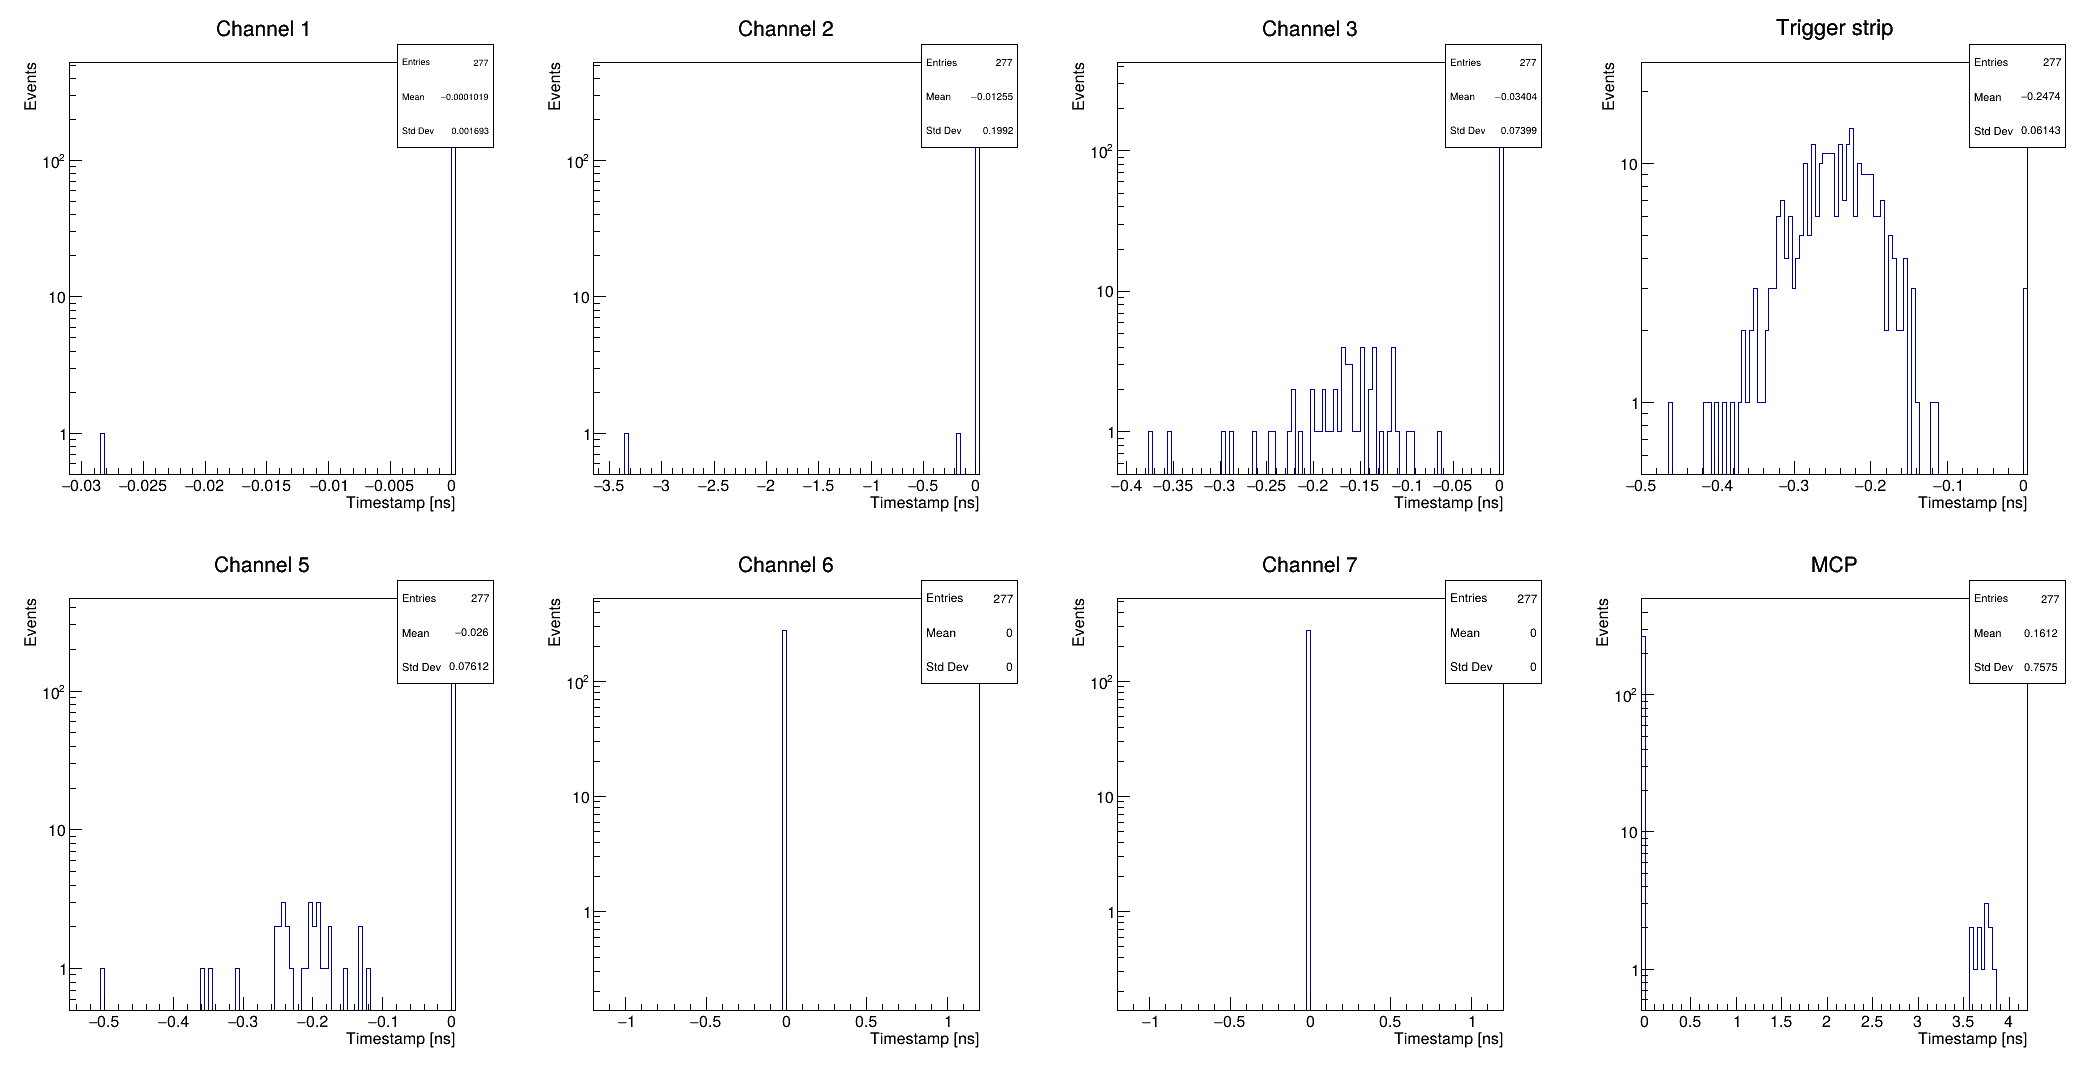 Channel 1
Events
Entries 277
Mean −0.0001019
Std Dev 0.001693
10²
10
1
−0.03 −0.025 −0.02 −0.015 −0.01 −0.005 0
Timestamp [ns]
Channel 2
Events
Entries 277
Mean −0.01255
Std Dev 0.1992
10²
10
1
−3.5 −3 −2.5 −2 −1.5 −1 −0.5 0
Timestamp [ns]
Channel 3
Events
Entries 277
Mean −0.03404
Std Dev 0.07399
10²
10
1
−0.4 −0.35 −0.3 −0.25 −0.2 −0.15 −0.1 −0.05 0
Timestamp [ns]
Trigger strip
Events
Entries 277
Mean −0.2474
Std Dev 0.06143
10
1
−0.5 −0.4 −0.3 −0.2 −0.1 0
Timestamp [ns]
Channel 5
Events
Entries 277
Mean −0.026
Std Dev 0.07612
10²
10
1
−0.5 −0.4 −0.3 −0.2 −0.1 0
Timestamp [ns]
Channel 6
Events
Entries 277
Mean 0
Std Dev 0
10²
10
1
−1 −0.5 0 0.5 1
Timestamp [ns]
Channel 7
Events
Entries 277
Mean 0
Std Dev 0
10²
10
1
−1 −0.5 0 0.5 1
Timestamp [ns]
MCP
Events
Entries 277
Mean 0.1612
Std Dev 0.7575
10²
10
1
0 0.5 1 1.5 2 2.5 3 3.5 4
Timestamp [ns]